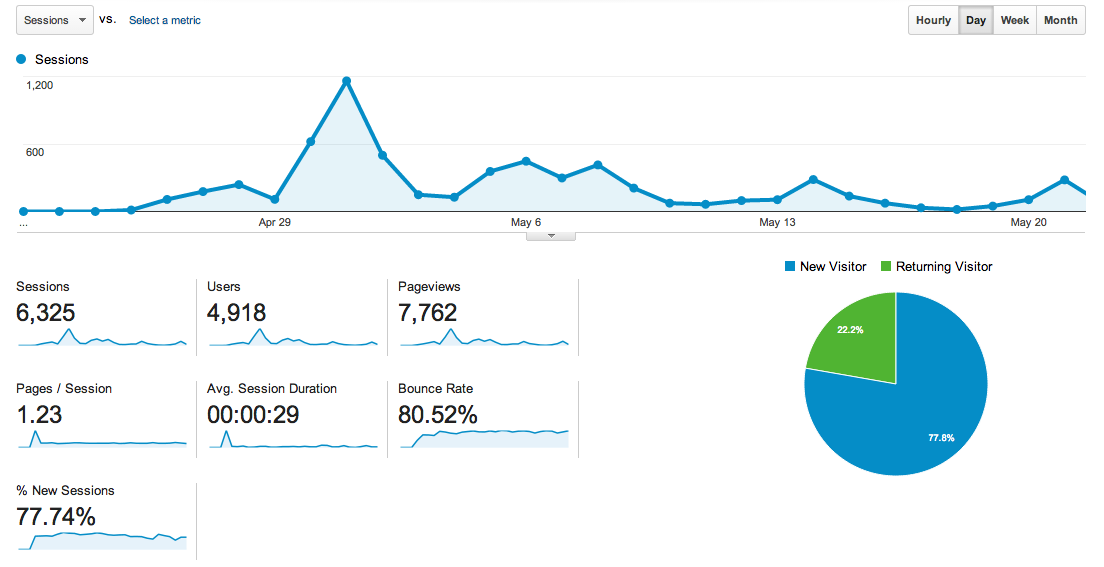 Sessions vs. Select a metric Hourly Day Week Month
Sessions
1,200
600
... Apr 29 May 6 May 13 May 20
New Visitor Returning Visitor
Sessions Users Pageviews
6,325 4,918 7,762
22.2%
Pages / Session Avg. Session Duration Bounce Rate
1.23 00:00:29 80.52%
77.8%
% New Sessions
77.74%